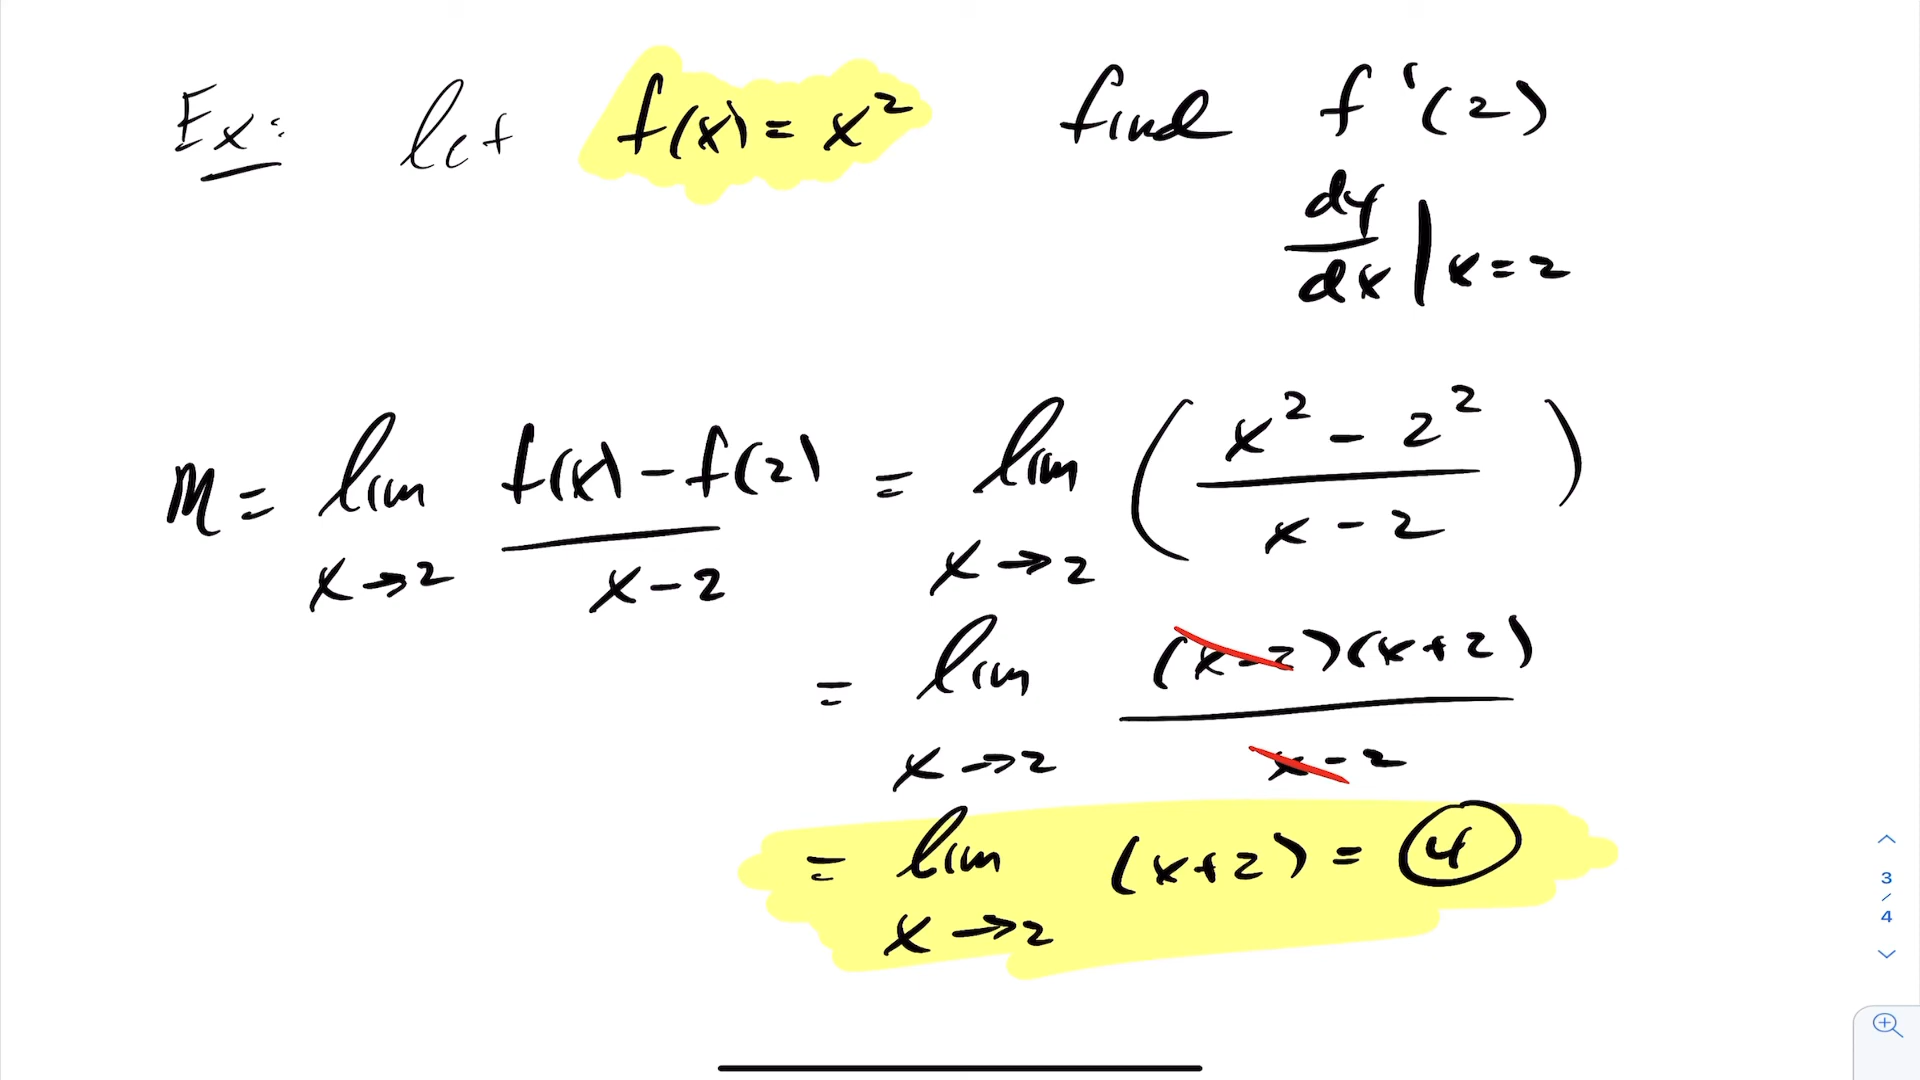 Ex: let f(x) = x² find f'(2)
dy/dx | x=2
m = lim x→2 (f(x) - f(2))/(x-2) = lim x→2 ((x² - 2²)/(x-2))
= lim x→2 ((x-2)(x+2))/(x-2)
= lim x→2 (x+2) = 4
3
/
4